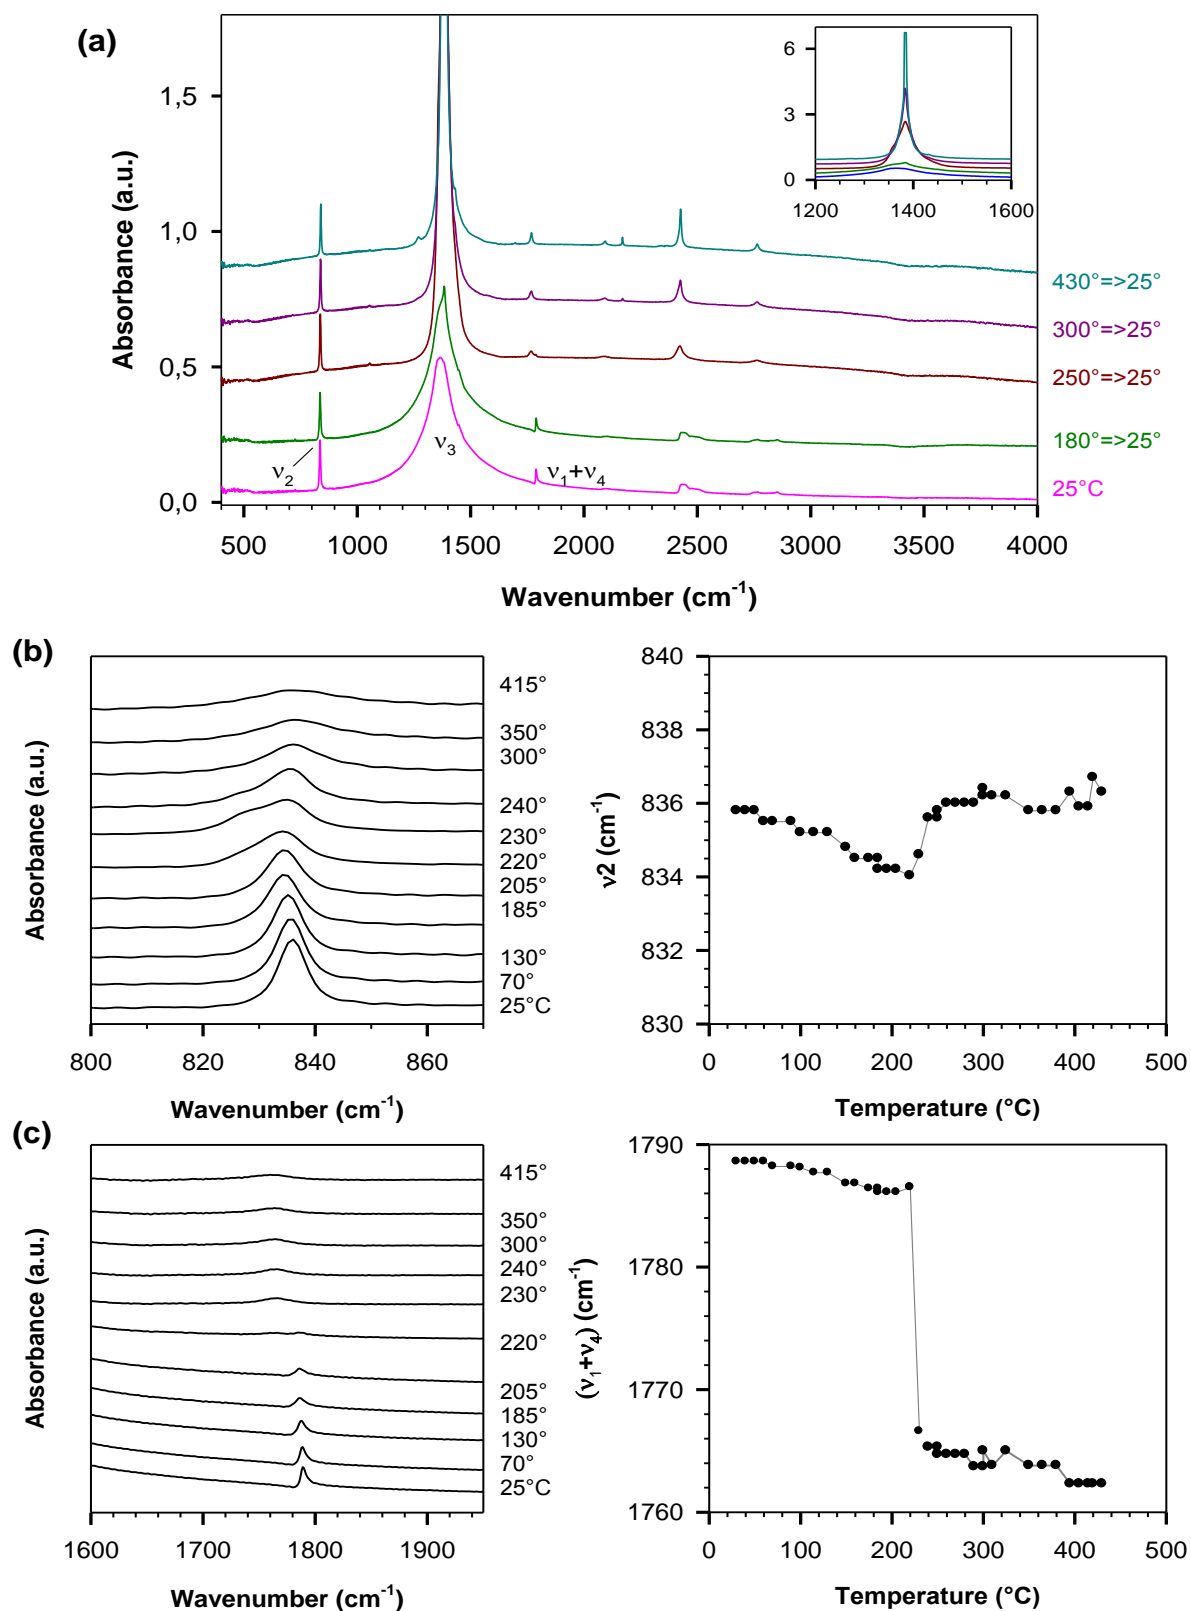 (a)
Absorbance (a.u.)
1,5
1,0
0,5
0,0
6
3
0
1200 1400 1600
430°=>25°
300°=>25°
250°=>25°
180°=>25°
25°C
ν2
ν3
ν1+ν4
500 1000 1500 2000 2500 3000 3500 4000
Wavenumber (cm-1)
(b)
Absorbance (a.u.)
415°
350°
300°
240°
230°
220°
205°
185°
130°
70°
25°C
800 820 840 860
Wavenumber (cm-1)
ν2 (cm-1)
840
838
836
834
832
830
0 100 200 300 400 500
Temperature (°C)
(c)
Absorbance (a.u.)
415°
350°
300°
240°
230°
220°
205°
185°
130°
70°
25°C
1600 1700 1800 1900
Wavenumber (cm-1)
(ν1+ν4) (cm-1)
1790
1780
1770
1760
0 100 200 300 400 500
Temperature (°C)